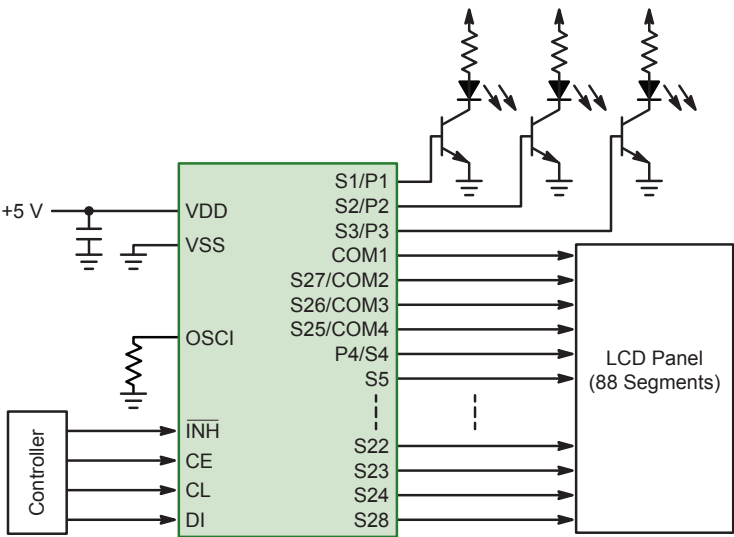 +5 V
VDD
VSS
OSCI
INH
CE
CL
DI
Controller
S1/P1
S2/P2
S3/P3
COM1
S27/COM2
S26/COM3
S25/COM4
P4/S4
S5
S22
S23
S24
S28
LCD Panel
(88 Segments)